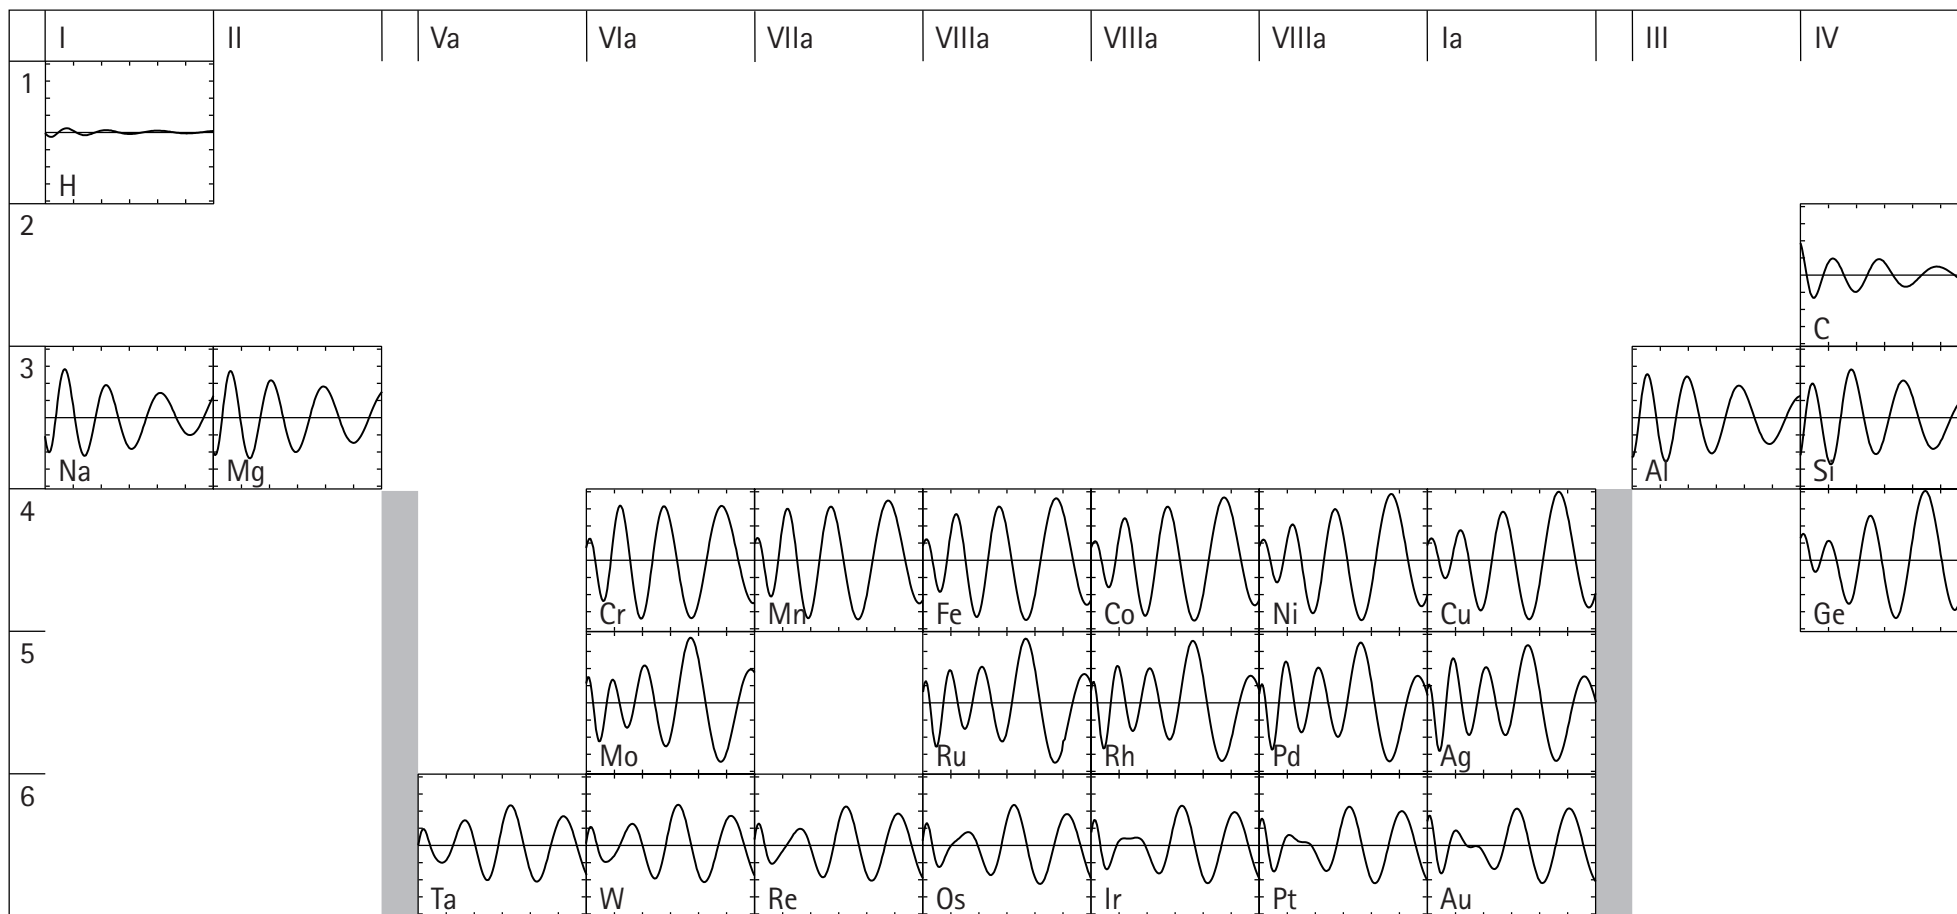 I II Va VIa VIIa VIIIa VIIIa VIIIa Ia III IV
1
H
2
C
3
Na Mg Al Si
4
Cr Mn Fe Co Ni Cu Ge
5
Mo Ru Rh Pd Ag
6
Ta W Re Os Ir Pt Au